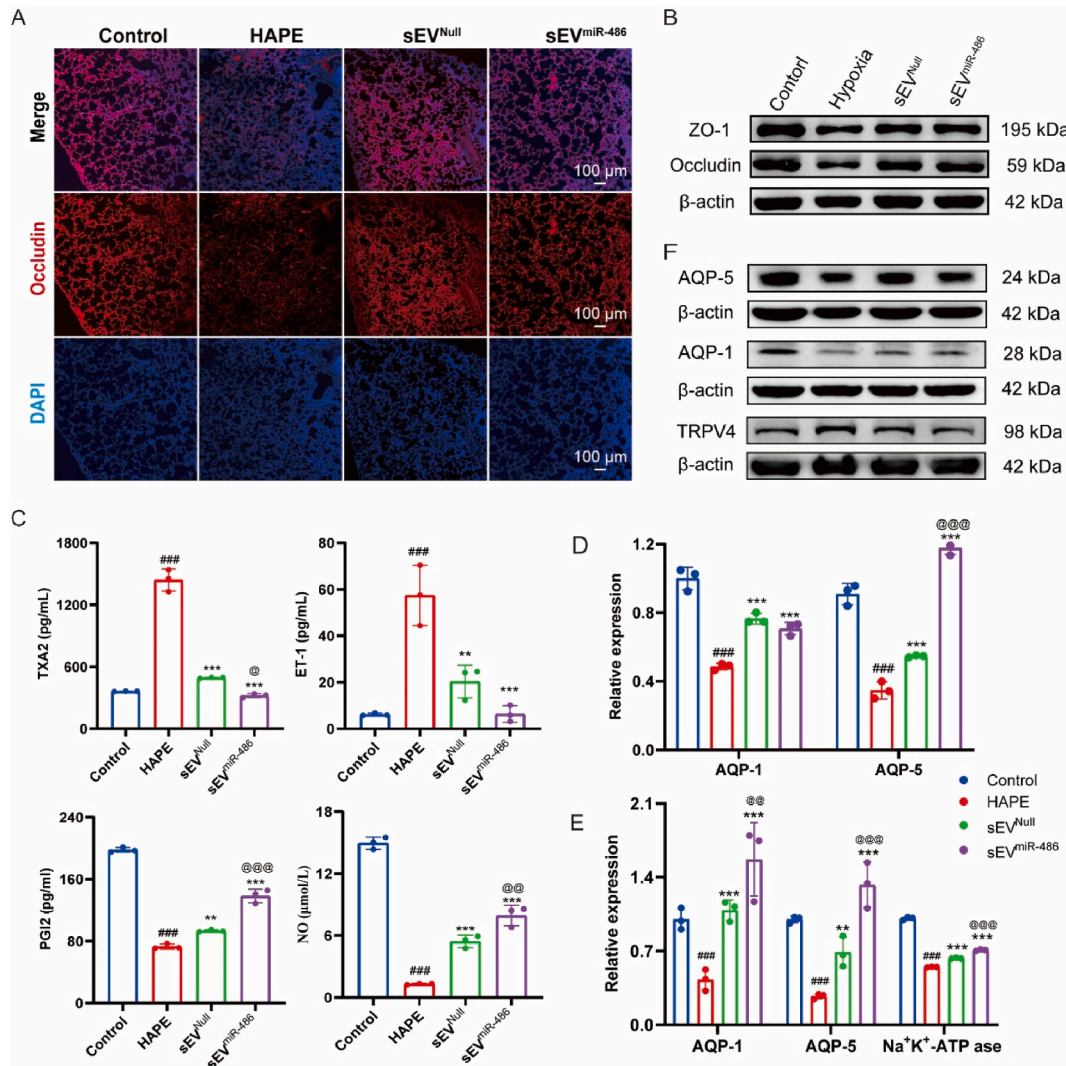 A
Control HAPE sEV^Null sEV^miR-486
Merge
100 µm 100 µm
Occludin
100 µm 100 µm
DAPI
100 µm 100 µm
B
Contorl Hypoxia sEV^Null sEV^miR-486
ZO-1 195 kDa
Occludin 59 kDa
β-actin 42 kDa
F
AQP-5 24 kDa
β-actin 42 kDa
AQP-1 28 kDa
β-actin 42 kDa
TRPV4 98 kDa
β-actin 42 kDa
C
TXA2 (pg/mL)
1800
1200
600
0
###
***
@
***
Control HAPE sEV^Null sEV^miR-486
ET-1 (pg/mL)
80
60
40
20
0
###
**
***
Control HAPE sEV^Null sEV^miR-486
PGI2 (pg/ml)
240
160
80
0
###
**
@@@
***
Control HAPE sEV^Null sEV^miR-486
NO (µmol/L)
18
12
6
0
###
***
@@
***
Control HAPE sEV^Null sEV^miR-486
D
Relative expression
1.2
0.8
0.4
0.0
###
***
***
###
***
@@@
***
AQP-1 AQP-5
Control
HAPE
sEV^Null
sEV^miR-486
E
Relative expression
2.1
1.4
0.7
0.0
###
***
@@
***
###
**
@@@
***
###
***
@@@
***
AQP-1 AQP-5 Na⁺K⁺-ATP ase